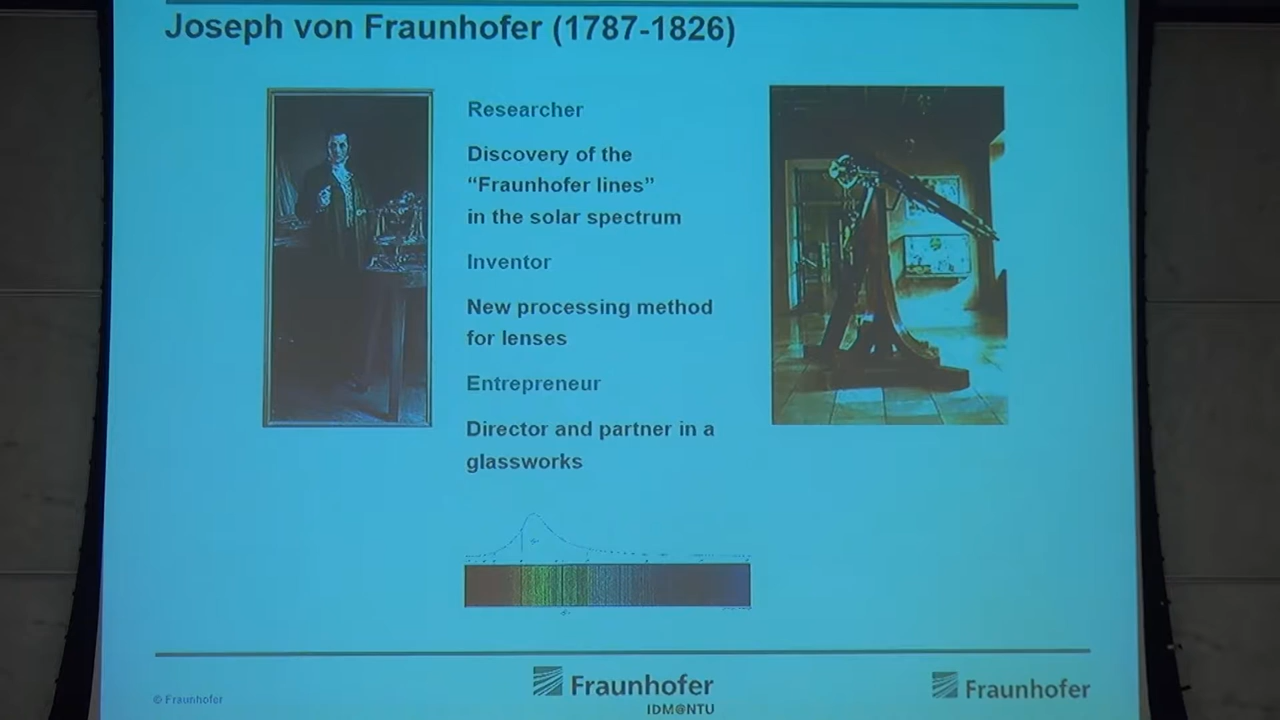 Joseph von Fraunhofer (1787-1826)
Researcher
Discovery of the
“Fraunhofer lines”
in the solar spectrum
Inventor
New processing method
for lenses
Entrepreneur
Director and partner in a
glassworks
© Fraunhofer
Fraunhofer
IDM@NTU
Fraunhofer